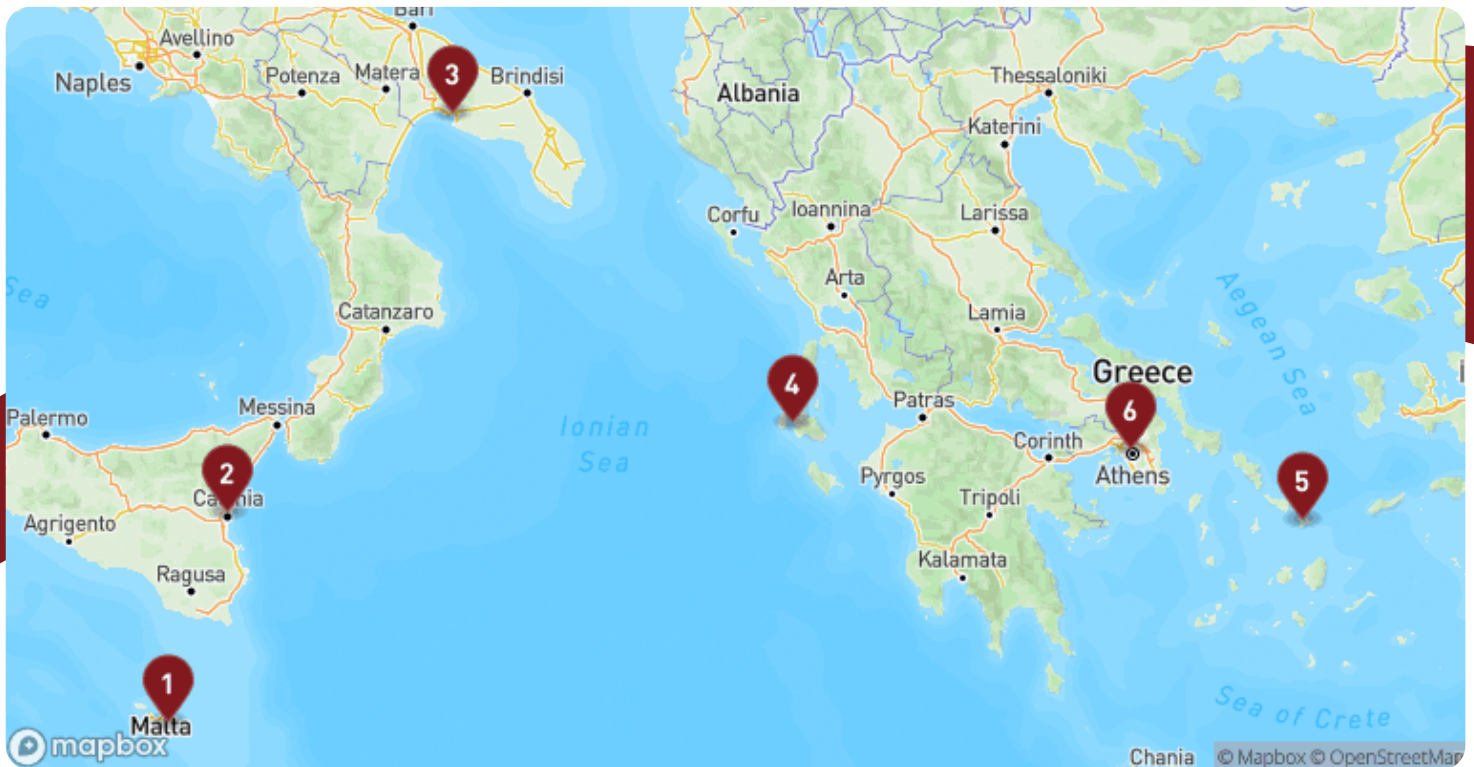 Bari
Avellino
Naples
Potenza
Matera
3
Brindisi
Albania
Thessaloniki
Katerini
Corfu
Ioannina
Larissa
Sea
Arta
Aegean Sea
Catanzaro
Lamia
Greece
4
6
Palermo
Messina
Ionian
Sea
Patras
Corinth
2
Catania
Pyrgos
Athens
5
Agrigento
Tripoli
Ragusa
Kalamata
1
Malta
Sea of Crete
mapbox
Chania
© Mapbox © OpenStreetMap